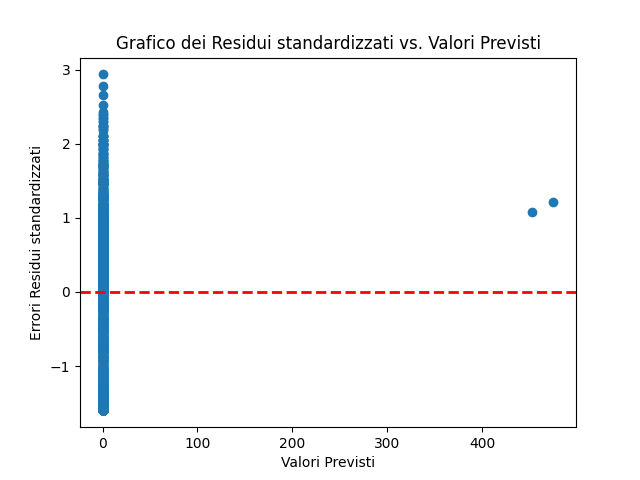 Grafico dei Residui standardizzati vs. Valori Previsti
Errori Residui standardizzati
3
2
1
0
−1
0 100 200 300 400
Valori Previsti